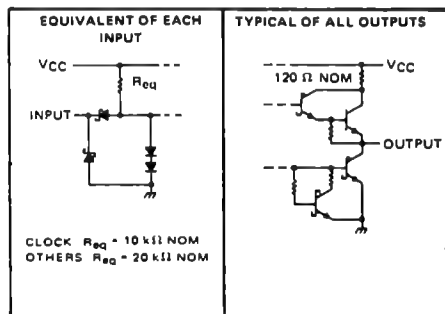 EQUIVALENT OF EACH
INPUT
VCC
Req
INPUT
CLOCK Req - 10 kΩ NOM
OTHERS Req - 20 kΩ NOM
TYPICAL OF ALL OUTPUTS
VCC
120 Ω NOM
OUTPUT